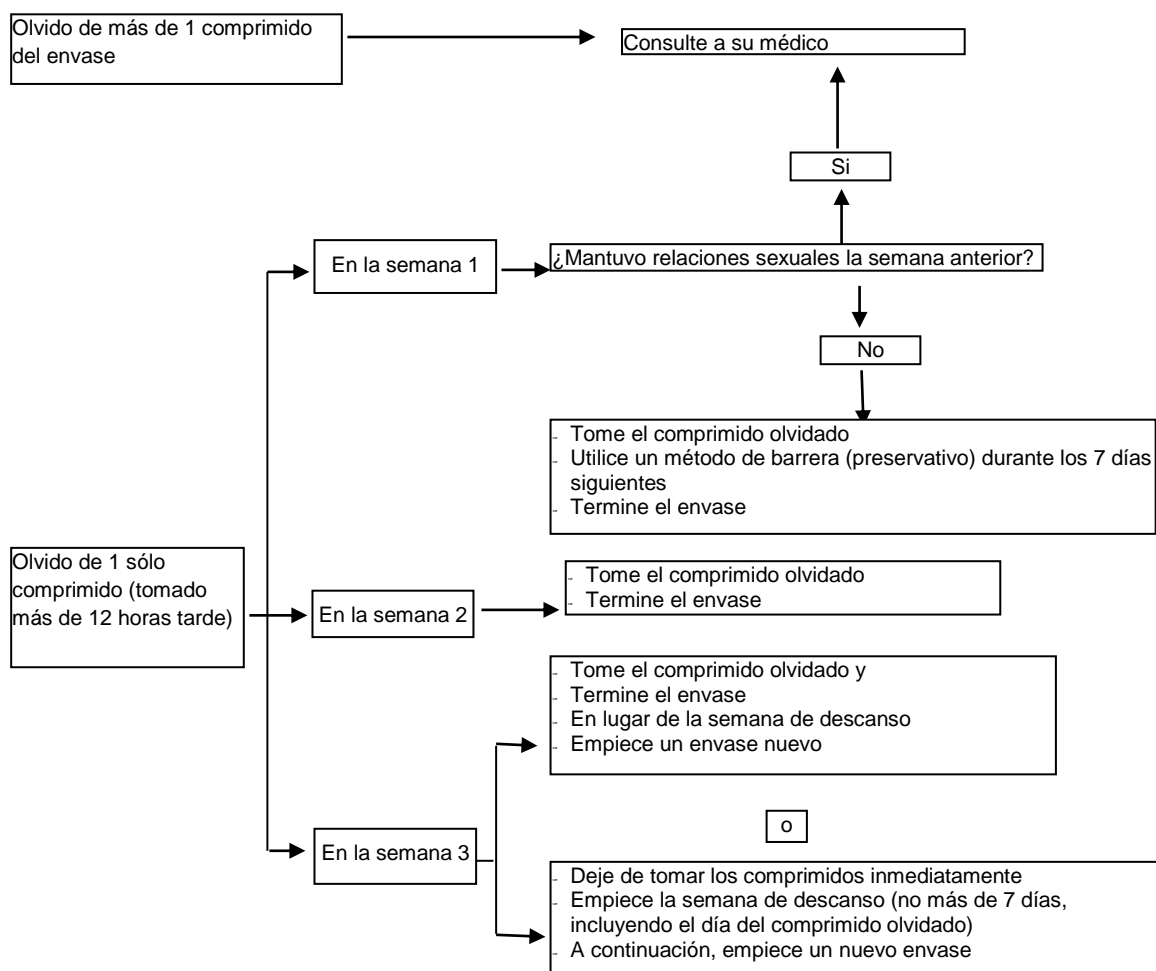 Olvido de más de 1 comprimido
del envase
Consulte a su médico
Si
En la semana 1
¿Mantuvo relaciones sexuales la semana anterior?
No
- Tome el comprimido olvidado
- Utilice un método de barrera (preservativo) durante los 7 días
siguientes
- Termine el envase
Olvido de 1 sólo
comprimido (tomado
más de 12 horas tarde)
En la semana 2
- Tome el comprimido olvidado
- Termine el envase
- Tome el comprimido olvidado y
- Termine el envase
- En lugar de la semana de descanso
- Empiece un envase nuevo
o
En la semana 3
- Deje de tomar los comprimidos inmediatamente
- Empiece la semana de descanso (no más de 7 días,
incluyendo el día del comprimido olvidado)
- A continuación, empiece un nuevo envase